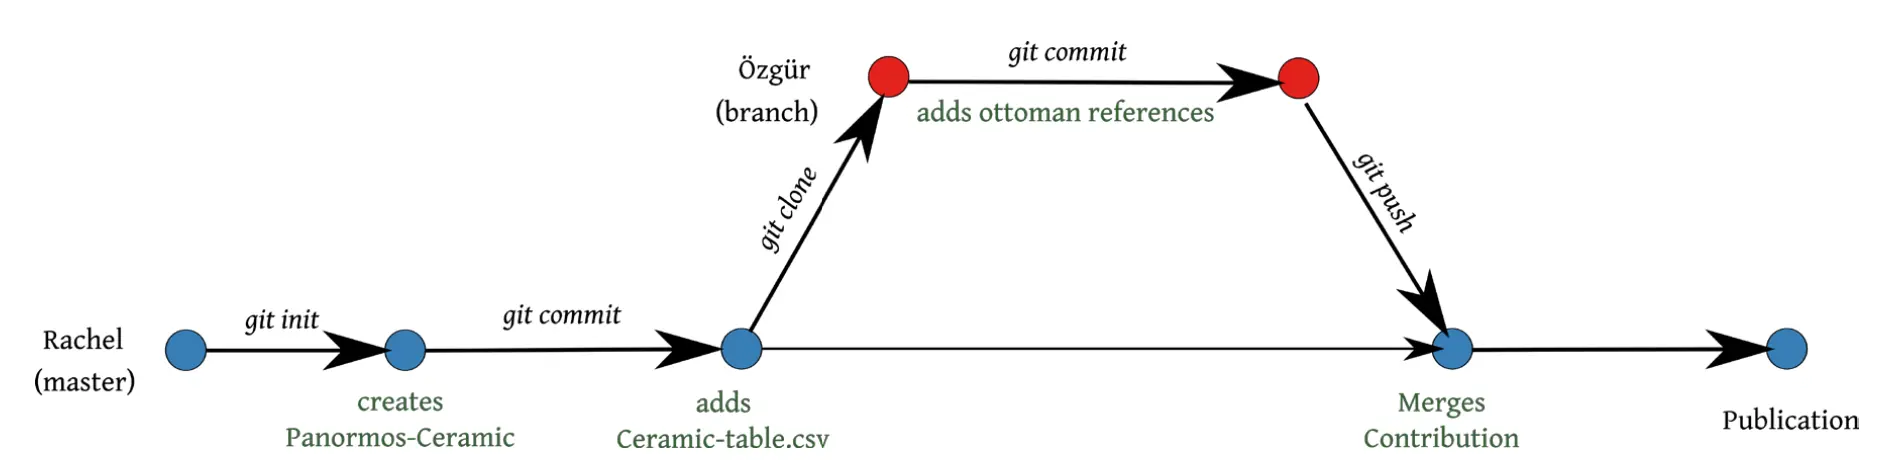 Özgür
(branch)
git commit
adds ottoman references
git clone
git push
Rachel
(master)
git init
git commit
creates
Panormos-Ceramic
adds
Ceramic-table.csv
Merges
Contribution
Publication